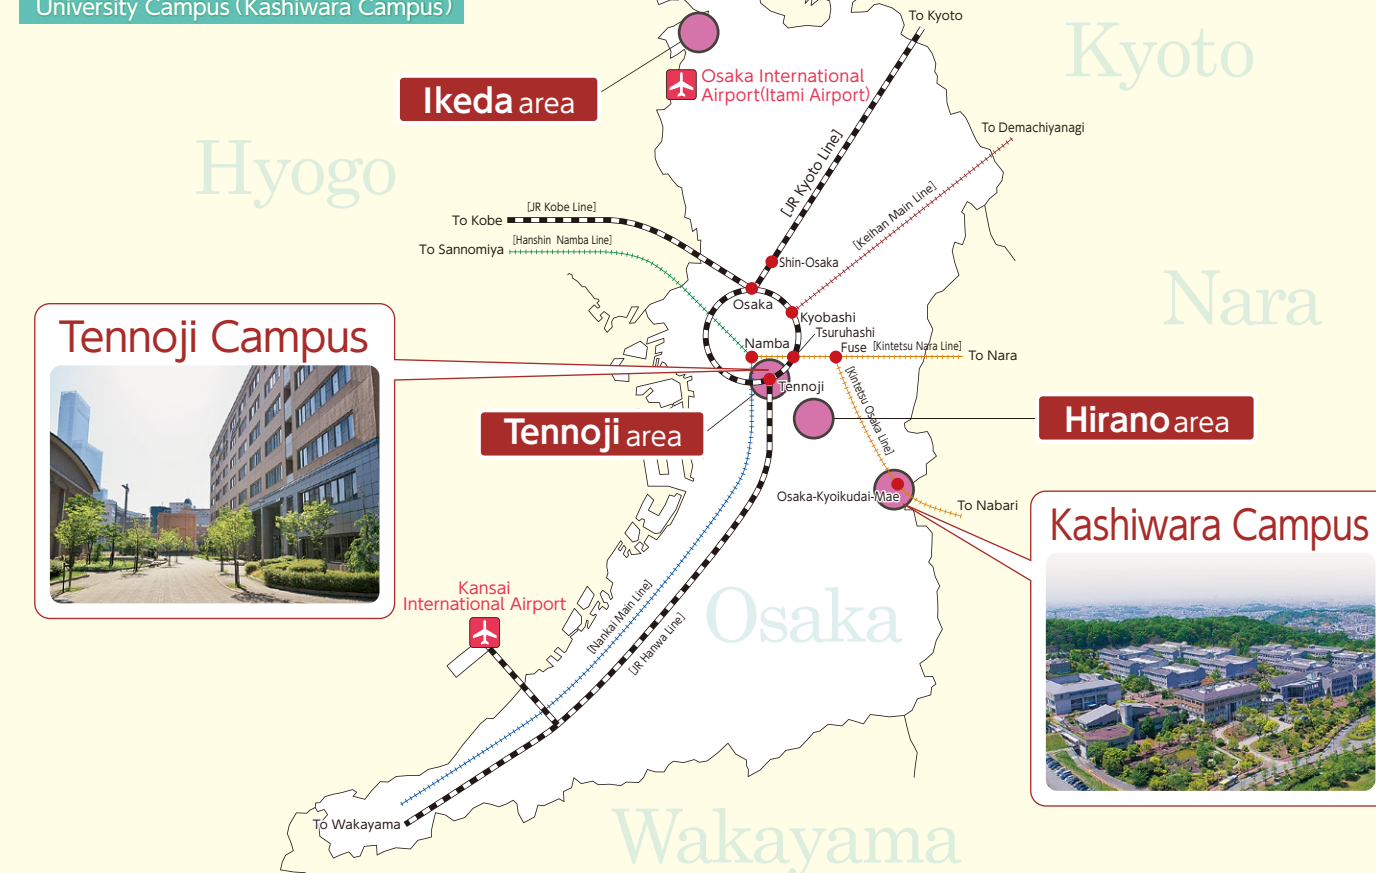 University Campus (Kashiwara Campus)
To Kyoto
Kyoto
Osaka International
Airport(Itami Airport)
Ikeda area
To Demachiyanagi
[JR Kyoto Line]
Hyogo
[Keihan Main Line]
[JR Kobe Line]
To Kobe
[Hanshin Namba Line]
To Sannomiya
Shin-Osaka
Nara
Osaka
Kyobashi
Tsuruhashi
Tennoji Campus
Namba
Fuse
[Kintetsu Nara Line]
To Nara
Tennoji
[Kintetsu Osaka Line]
Hirano area
Tennoji area
Osaka-Kyoikudai-Mae
To Nabari
Kashiwara Campus
Kansai
International Airport
Osaka
[Nankai Main Line]
[JR Hanwa Line]
To Wakayama
Wakayama